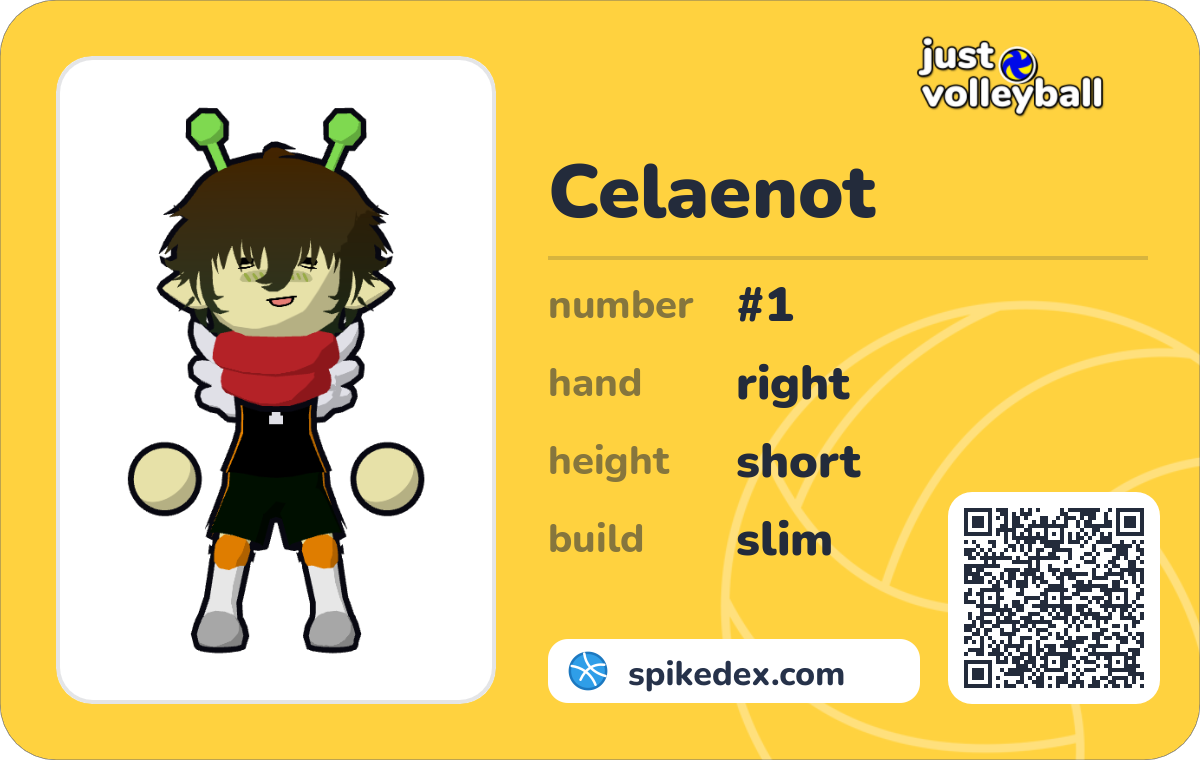 just
volleyball
Celaenot
number #1
hand right
height short
build slim
spikedex.com